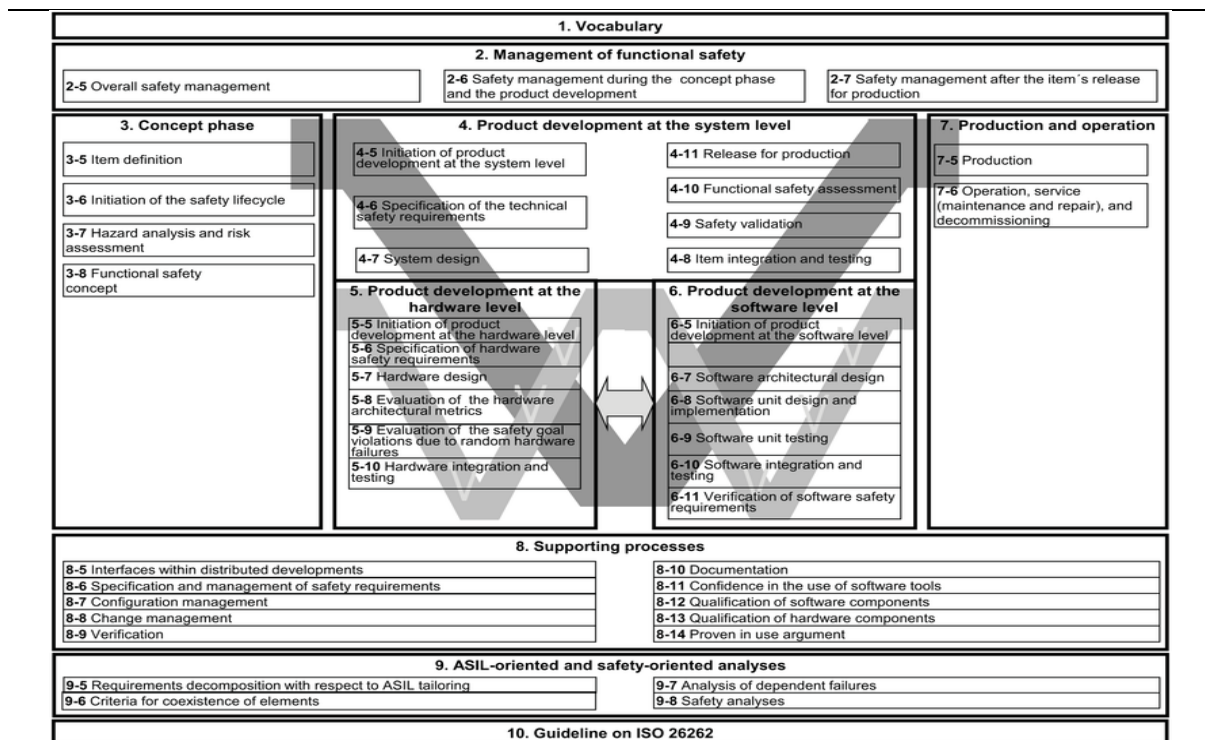 1. Vocabulary
2. Management of functional safety
2-5 Overall safety management
2-6 Safety management during the concept phase
and the product development
2-7 Safety management after the item´s release
for production
3. Concept phase
3-5 Item definition
3-6 Initiation of the safety lifecycle
3-7 Hazard analysis and risk
assessment
3-8 Functional safety
concept
4. Product development at the system level
4-5 Initiation of product
development at the system level
4-6 Specification of the technical
safety requirements
4-7 System design
4-11 Release for production
4-10 Functional safety assessment
4-9 Safety validation
4-8 Item integration and testing
5. Product development at the
hardware level
5-5 Initiation of product
development at the hardware level
5-6 Specification of hardware
safety requirements
5-7 Hardware design
5-8 Evaluation of the hardware
architectural metrics
5-9 Evaluation of the safety goal
violations due to random hardware
failures
5-10 Hardware integration and
testing
6. Product development at the
software level
6-5 Initiation of product
development at the software level
6-7 Software architectural design
6-8 Software unit design and
implementation
6-9 Software unit testing
6-10 Software integration and
testing
6-11 Verification of software safety
requirements
7. Production and operation
7-5 Production
7-6 Operation, service
(maintenance and repair), and
decommissioning
8. Supporting processes
8-5 Interfaces within distributed developments
8-6 Specification and management of safety requirements
8-7 Configuration management
8-8 Change management
8-9 Verification
8-10 Documentation
8-11 Confidence in the use of software tools
8-12 Qualification of software components
8-13 Qualification of hardware components
8-14 Proven in use argument
9. ASIL-oriented and safety-oriented analyses
9-5 Requirements decomposition with respect to ASIL tailoring
9-6 Criteria for coexistence of elements
9-7 Analysis of dependent failures
9-8 Safety analyses
10. Guideline on ISO 26262